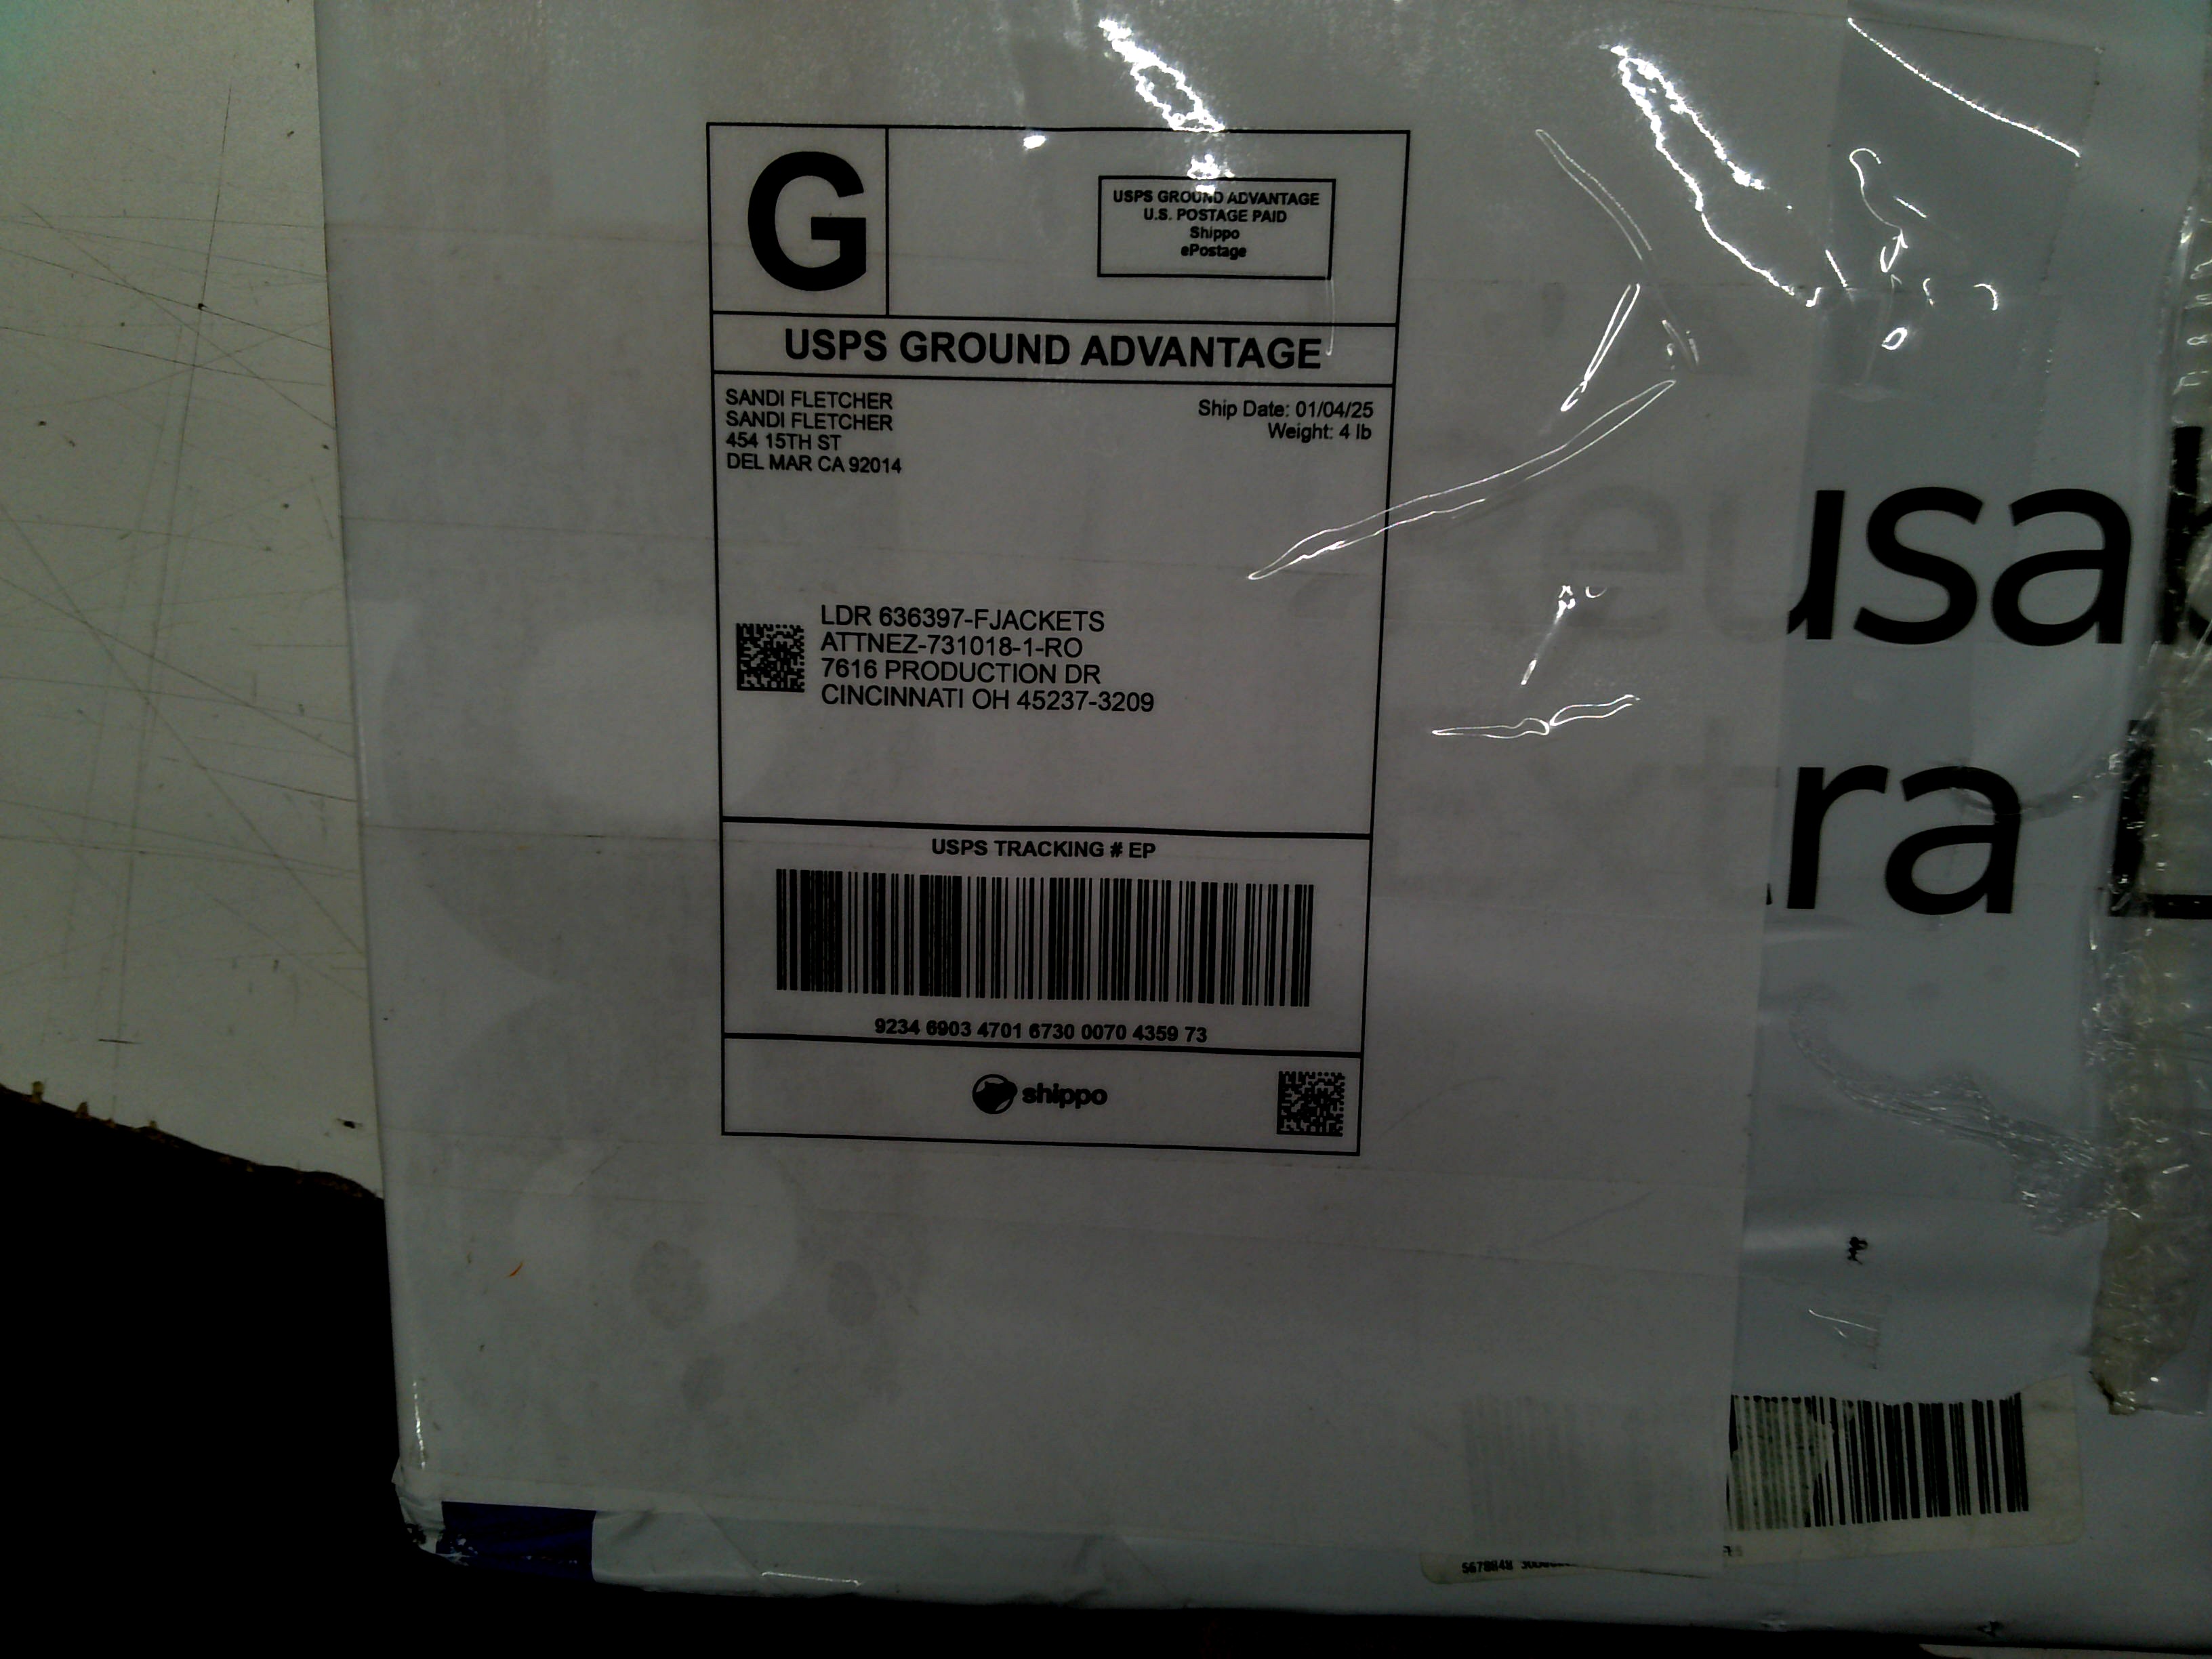 G
USPS GROUND ADVANTAGE
U.S. POSTAGE PAID
Shippo
ePostage
USPS GROUND ADVANTAGE
SANDI FLETCHER
SANDI FLETCHER
454 15TH ST
DEL MAR CA 92014
Ship Date: 01/04/25
Weight: 4 lb
LDR 636397-FJACKETS
ATTNEZ-731018-1-RO
7616 PRODUCTION DR
CINCINNATI OH 45237-3209
USPS TRACKING # EP
9234 6903 4701 6730 0070 4359 73
shippo
eusab
ra